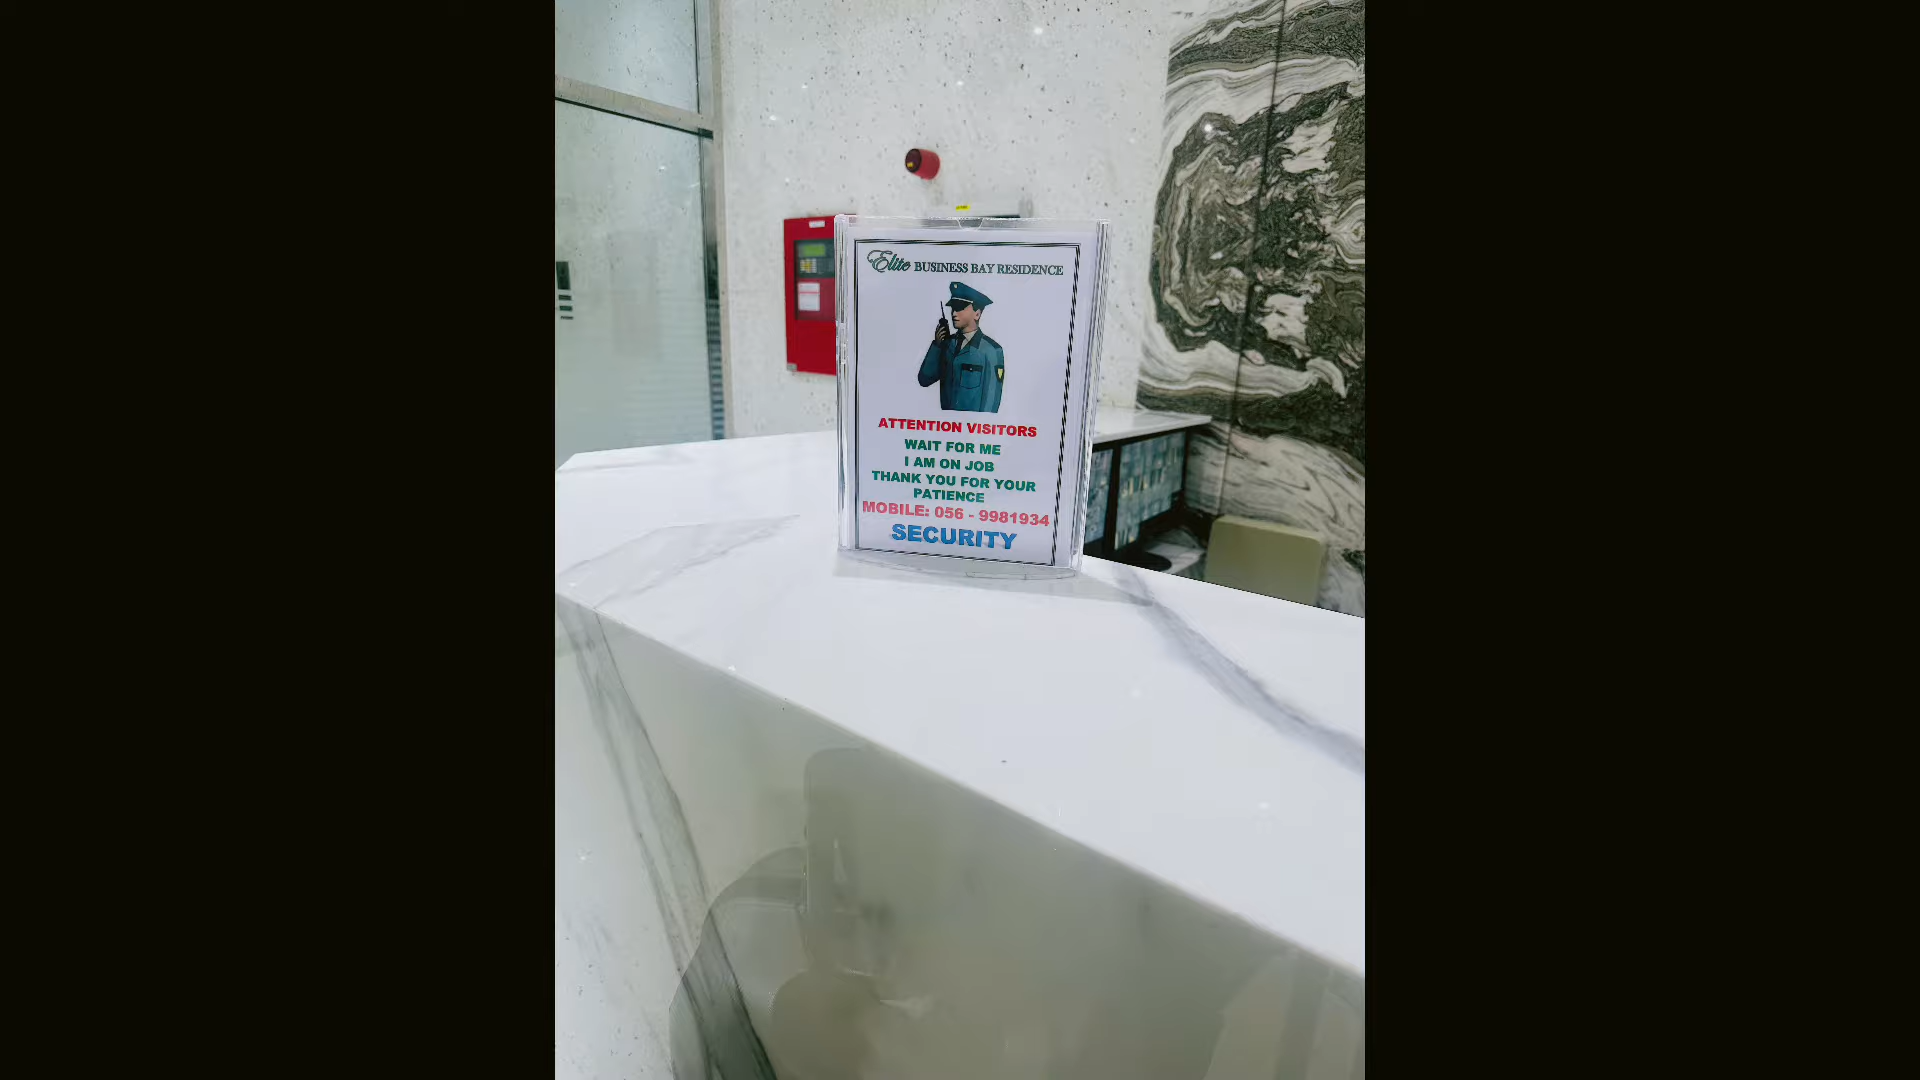 Elite BUSINESS BAY RESIDENCE
ATTENTION VISITORS
WAIT FOR ME
I AM ON JOB
THANK YOU FOR YOUR
PATIENCE
MOBILE: 056 - 9981934
SECURITY